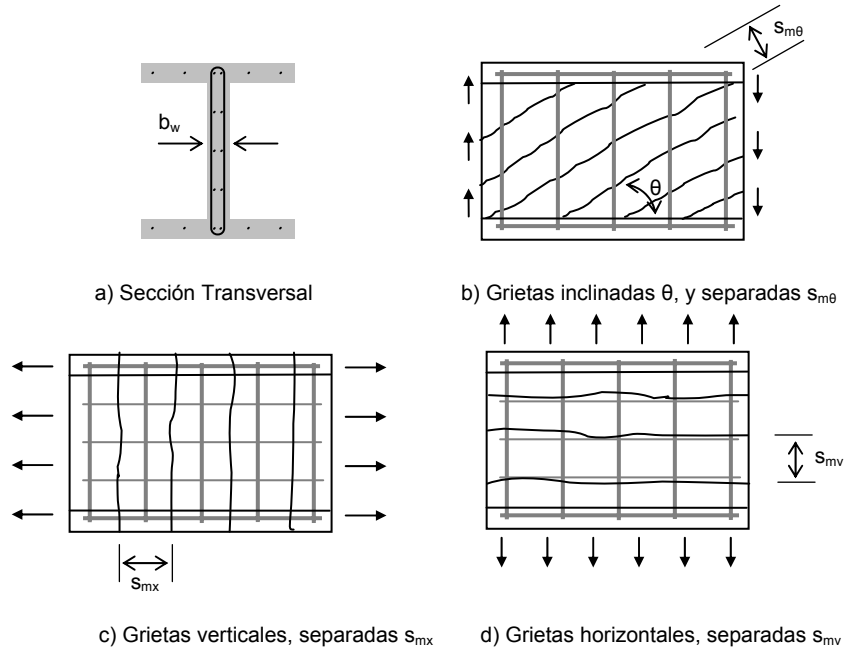 b_w
s_mθ
θ
a) Sección Transversal
b) Grietas inclinadas θ, y separadas s_mθ
s_mx
s_mv
c) Grietas verticales, separadas s_mx
d) Grietas horizontales, separadas s_mv